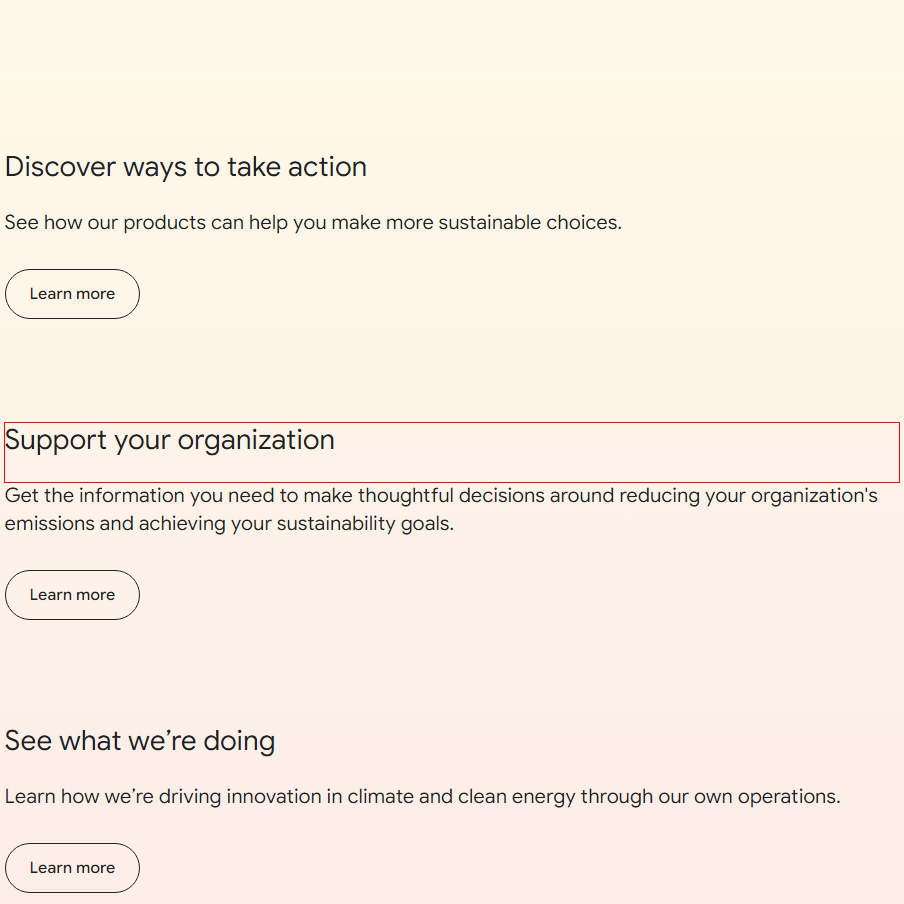 Discover ways to take action
See how our products can help you make more sustainable choices.
Learn more
Support your organization
Get the information you need to make thoughtful decisions around reducing your organization's
emissions and achieving your sustainability goals.
Learn more
See what we’re doing
Learn how we’re driving innovation in climate and clean energy through our own operations.
Learn more